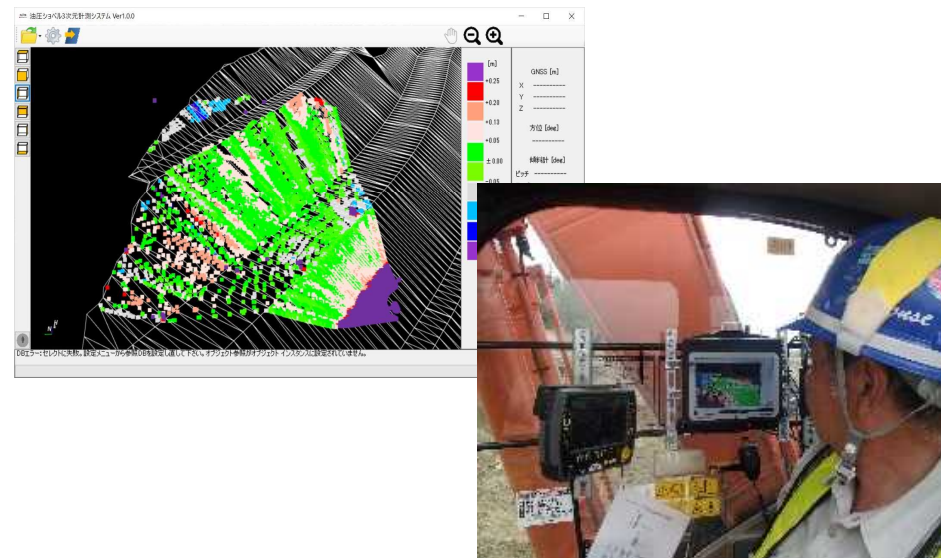 油圧ショベル3次元計測システム Ver1.0.0
[m]
+0.25
+0.20
+0.13
+0.05
±0.00
-0.05
GNSS [m]
X ----------
Y ----------
Z ----------
方位 [deg]
----------
傾斜計 [deg]
ピッチ ----------
N
DBエラー:セレクトに失敗。設定メニューから参照DBを設定し直して下さい。オブジェクト参照がオブジェクト インスタンスに設定されていません。